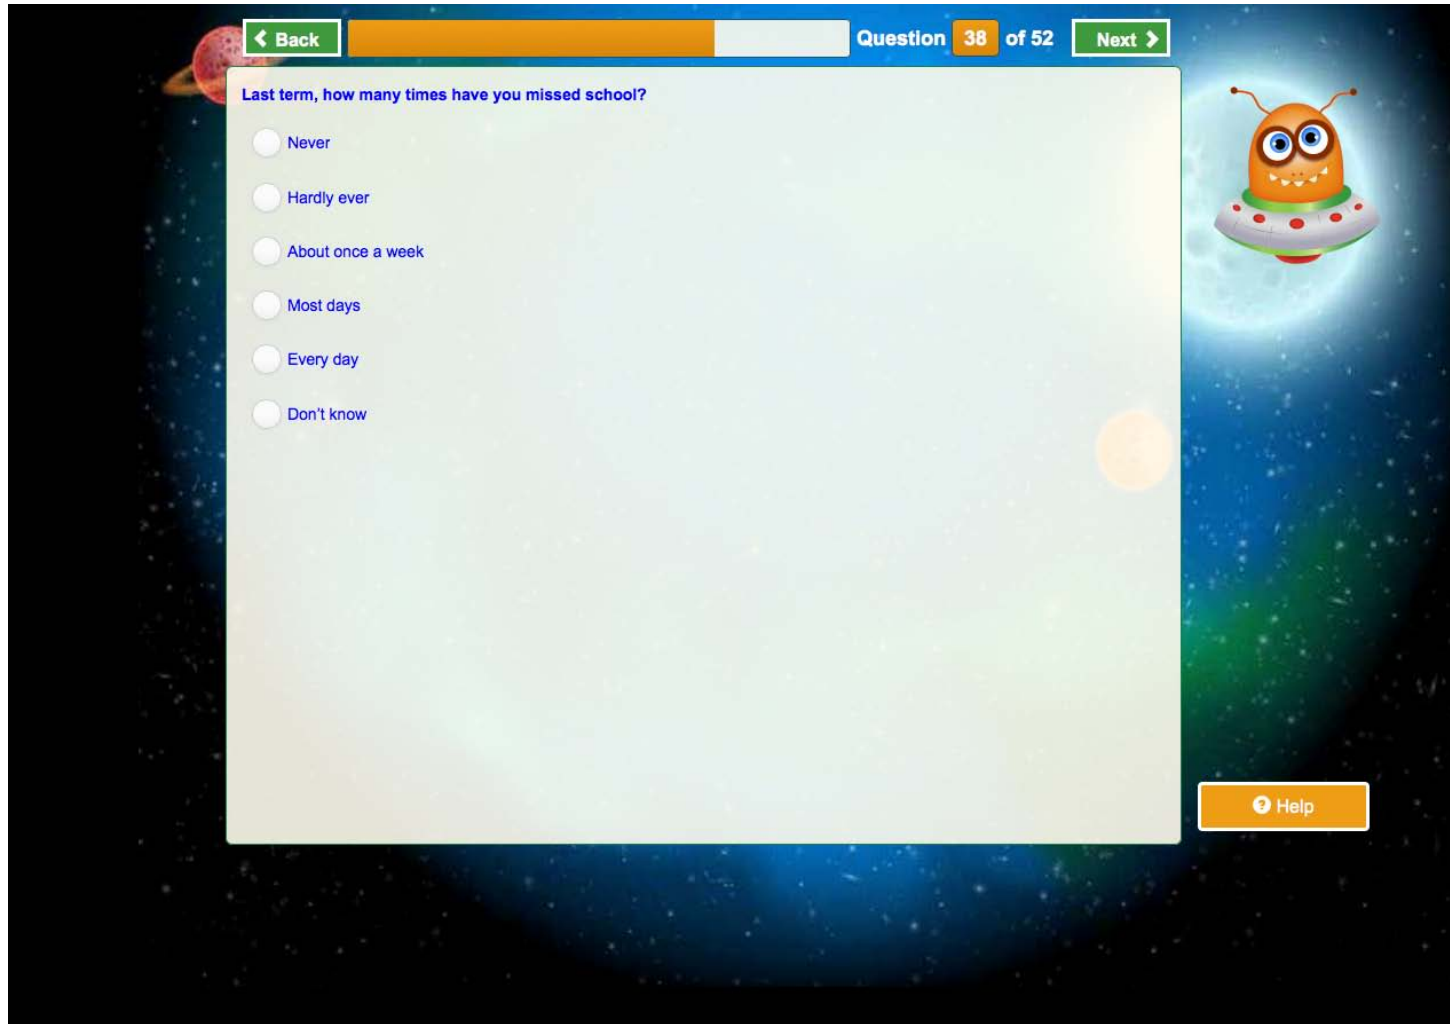 Back
Question 38 of 52
Next
Last term, how many times have you missed school?
Never
Hardly ever
About once a week
Most days
Every day
Don't know
? Help